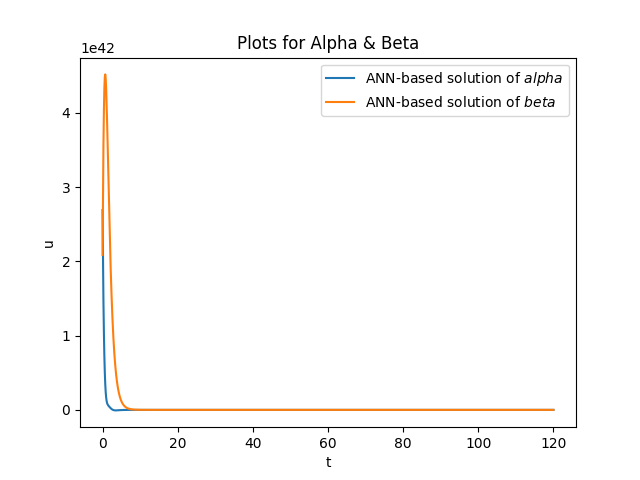 Plots for Alpha & Beta
1e42
ANN-based solution of alpha
ANN-based solution of beta
4
3
2
1
0
u
0 20 40 60 80 100 120
t